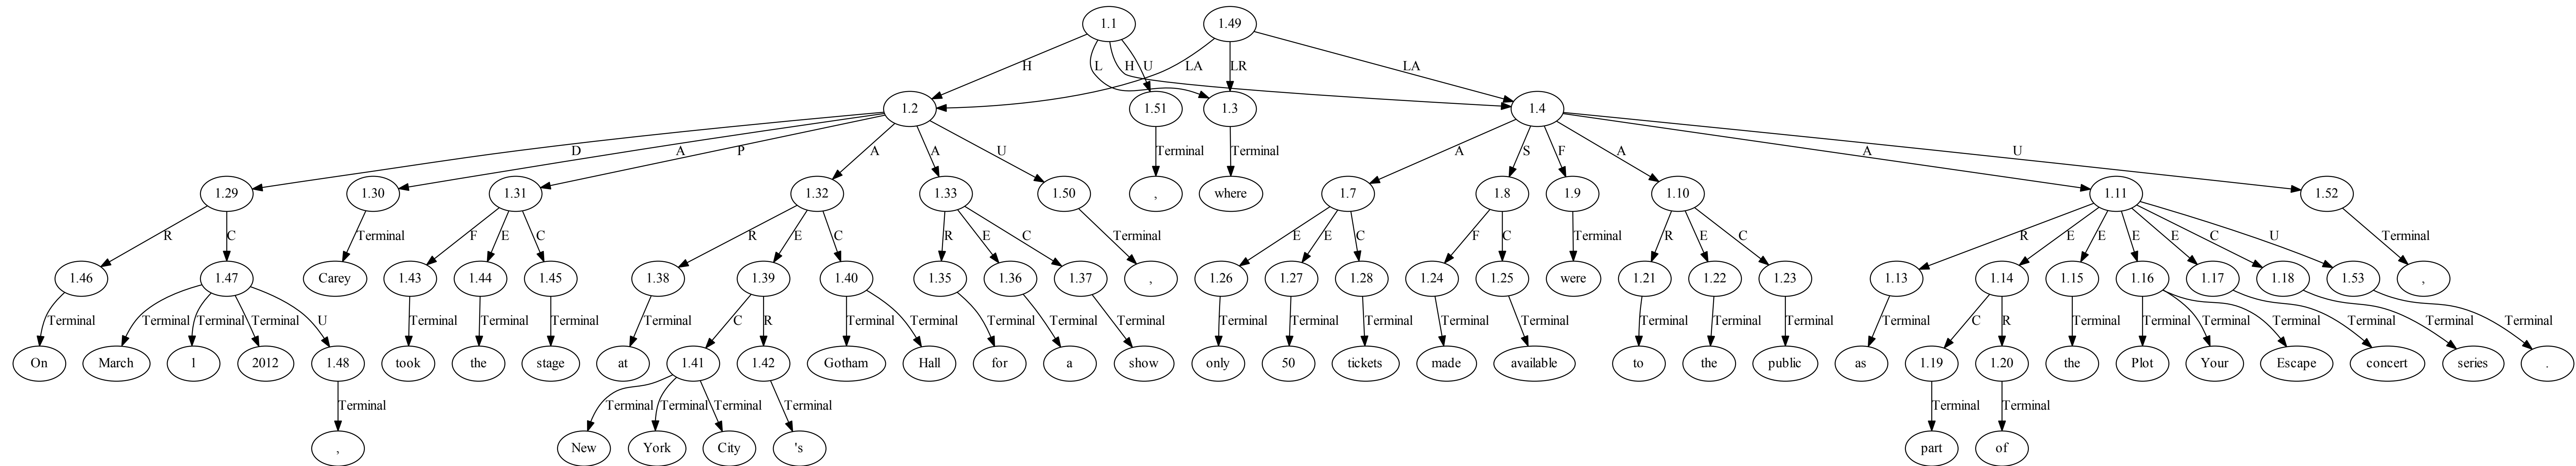 1.1 1.49
H L H U LA LR LA
1.2 1.51 1.3 1.4
D A P A A U Terminal Terminal A S F A A U
1.29 1.30 1.31 1.32 1.33 1.50 , where 1.7 1.8 1.9 1.10 1.11 1.52
R C Terminal F E C R E C R E C Terminal E E C F C Terminal R E C R E E E E C U Terminal
1.46 1.47 Carey 1.43 1.44 1.45 1.38 1.39 1.40 1.35 1.36 1.37 , 1.26 1.27 1.28 1.24 1.25 were 1.21 1.22 1.23 1.13 1.14 1.15 1.16 1.17 1.18 1.53 ,
Terminal Terminal Terminal Terminal U Terminal Terminal Terminal Terminal C R Terminal Terminal Terminal Terminal Terminal Terminal Terminal Terminal Terminal Terminal Terminal Terminal Terminal Terminal C R Terminal Terminal Terminal Terminal Terminal Terminal Terminal
On March 1 2012 1.48 took the stage at 1.41 1.42 Gotham Hall for a show only 50 tickets made available to the public as 1.19 1.20 the Plot Your Escape concert series .
Terminal Terminal Terminal Terminal Terminal Terminal Terminal
, New York City 's part of